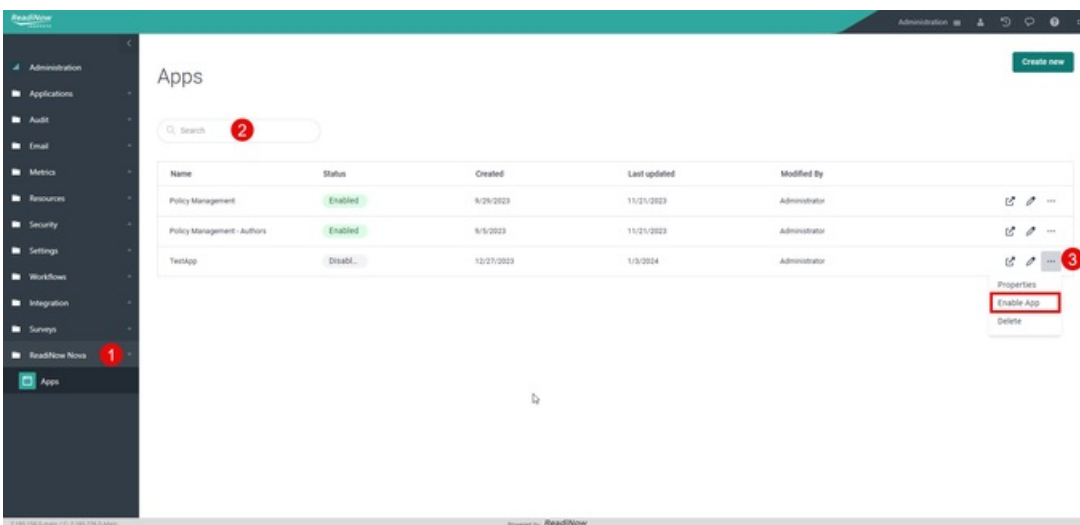 ReadiNow
Administration
Administration
Applications
Audit
Email
Metrics
Resources
Security
Settings
Workflows
Integration
Surveys
ReadiNow Nova 1
Apps
Apps
Create new
Search 2
Name Status Created Last updated Modified By
Policy Management Enabled 9/29/2023 11/21/2023 Administrator
Policy Management - Authors Enabled 9/5/2023 11/21/2023 Administrator
TestApp Disabl... 12/27/2023 1/3/2024 Administrator ... 3
Properties
Enable App
Delete
Powered by ReadiNow